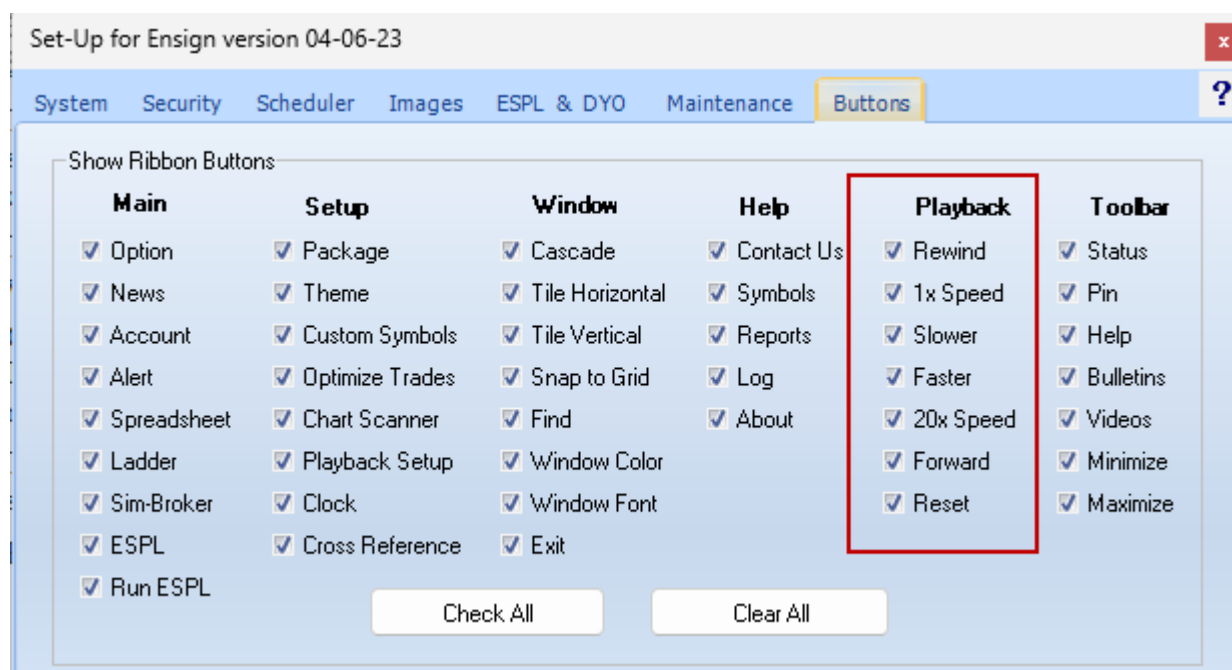 Set-Up for Ensign version 04-06-23
x
System Security Scheduler Images ESPL & DYO Maintenance Buttons ?
Show Ribbon Buttons
Main Setup Window Help Playback Toolbar
Option Package Cascade Contact Us Rewind Status
News Theme Tile Horizontal Symbols 1x Speed Pin
Account Custom Symbols Tile Vertical Reports Slower Help
Alert Optimize Trades Snap to Grid Log Faster Bulletins
Spreadsheet Chart Scanner Find About 20x Speed Videos
Ladder Playback Setup Window Color Forward Minimize
Sim-Broker Clock Window Font Reset Maximize
ESPL Cross Reference Exit
Run ESPL
Check All Clear All